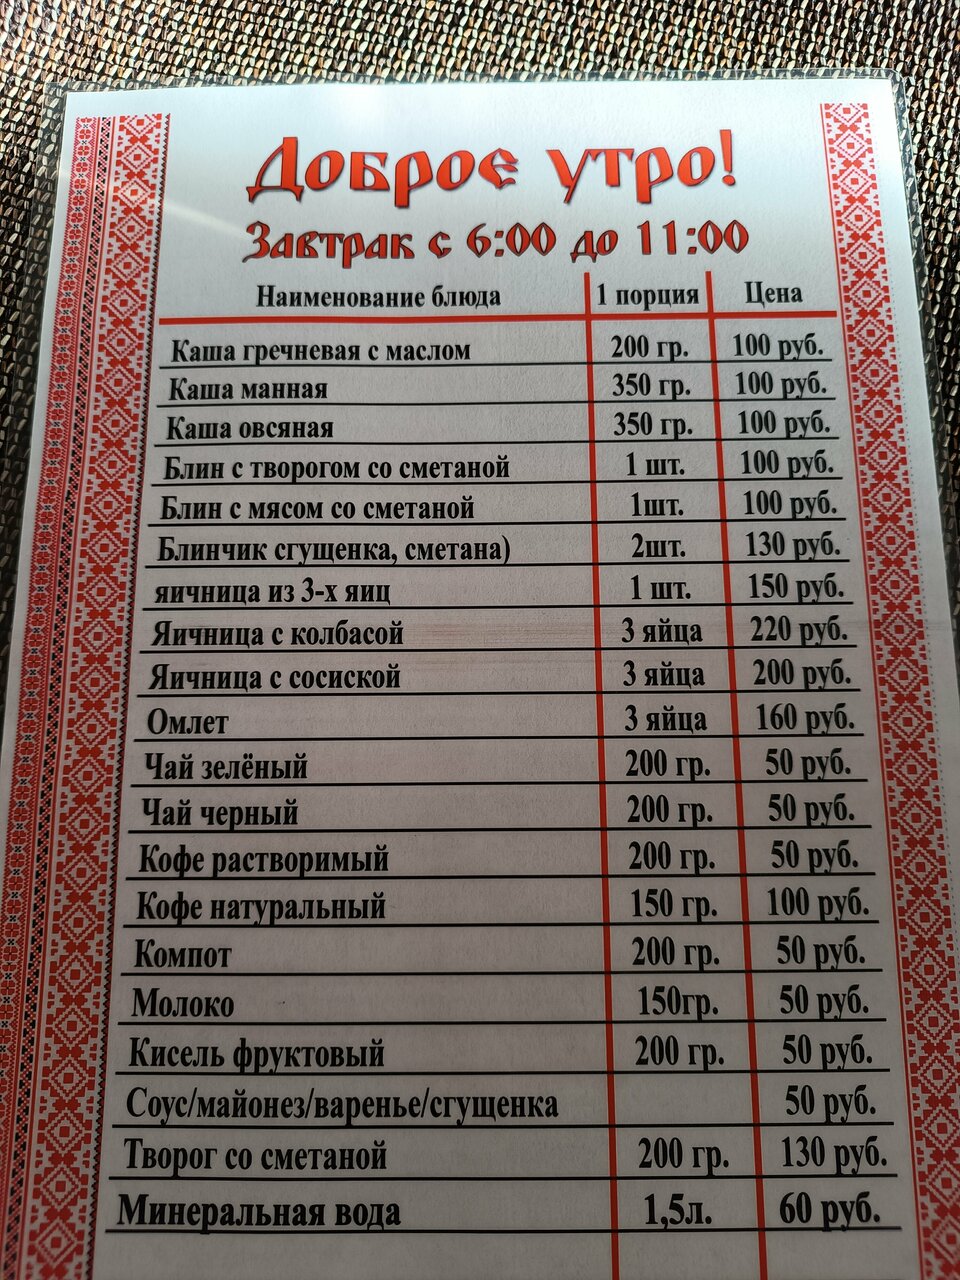 Доброе утро!
Завтрак с 6:00 до 11:00
Наименование блюда 1 порция Цена
Каша гречневая с маслом 200 гр. 100 руб.
Каша манная 350 гр. 100 руб.
Каша овсяная 350 гр. 100 руб.
Блин с творогом со сметаной 1 шт. 100 руб.
Блин с мясом со сметаной 1шт. 100 руб.
Блинчик сгущенка, сметана) 2шт. 130 руб.
яичница из 3-х яиц 1 шт. 150 руб.
Яичница с колбасой 3 яйца 220 руб.
Яичница с сосиской 3 яйца 200 руб.
Омлет 3 яйца 160 руб.
Чай зелёный 200 гр. 50 руб.
Чай черный 200 гр. 50 руб.
Кофе растворимый 200 гр. 50 руб.
Кофе натуральный 150 гр. 100 руб.
Компот 200 гр. 50 руб.
Молоко 150гр. 50 руб.
Кисель фруктовый 200 гр. 50 руб.
Соус/майонез/варенье/сгущенка 50 руб.
Творог со сметаной 200 гр. 130 руб.
Минеральная вода 1,5л. 60 руб.